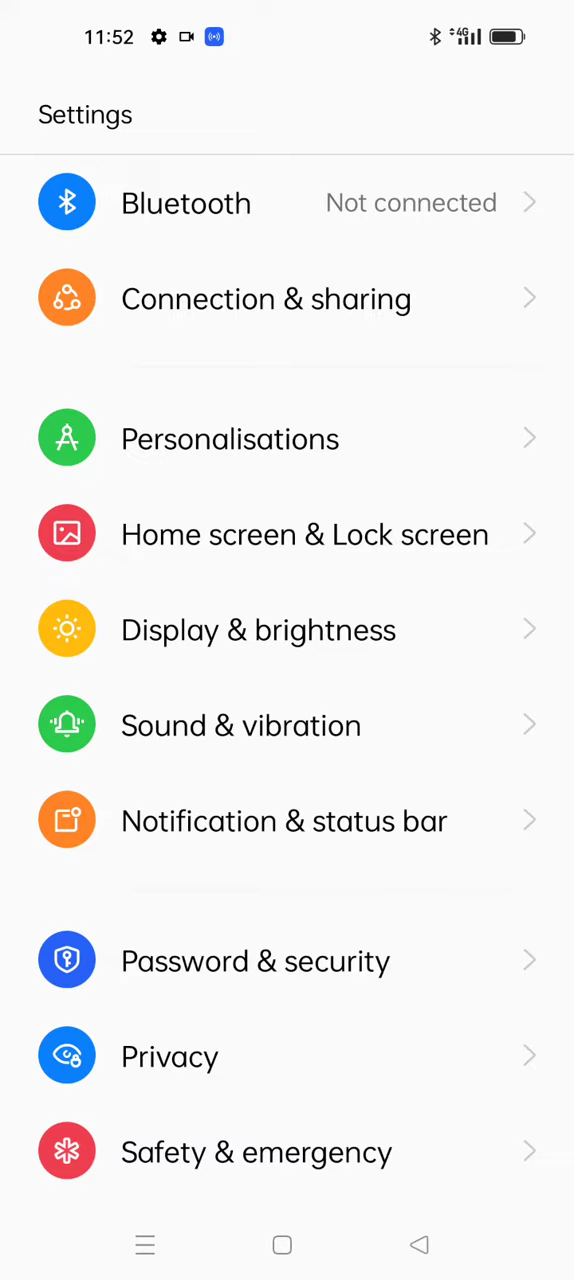 11:52 4G
Settings
Bluetooth Not connected
Connection & sharing
Personalisations
Home screen & Lock screen
Display & brightness
Sound & vibration
Notification & status bar
Password & security
Privacy
Safety & emergency